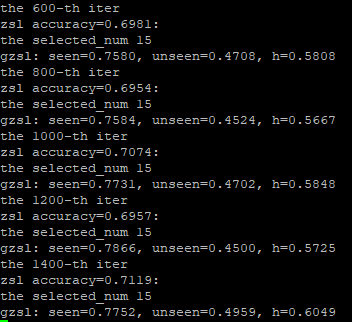 the 600-th iter
zsl accuracy=0.6981:
the selected_num 15
gzsl: seen=0.7580, unseen=0.4708, h=0.5808
the 800-th iter
zsl accuracy=0.6954:
the selected_num 15
gzsl: seen=0.7584, unseen=0.4524, h=0.5667
the 1000-th iter
zsl accuracy=0.7074:
the selected_num 15
gzsl: seen=0.7731, unseen=0.4702, h=0.5848
the 1200-th iter
zsl accuracy=0.6957:
the selected_num 15
gzsl: seen=0.7866, unseen=0.4500, h=0.5725
the 1400-th iter
zsl accuracy=0.7119:
the selected_num 15
gzsl: seen=0.7752, unseen=0.4959, h=0.6049